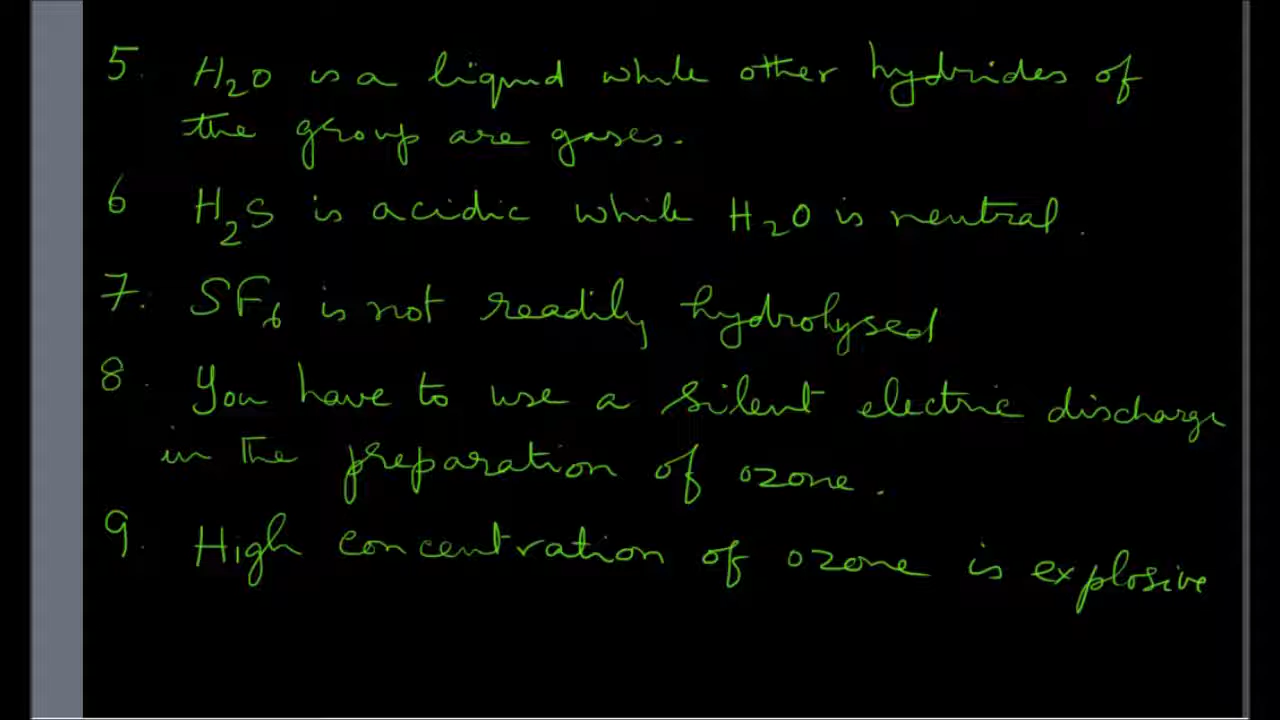 5. H₂O is a liquid while other hydrides of
the group are gases.
6 H₂S is acidic while H₂O is neutral.
7. SF₆ is not readily hydrolysed
8. You have to use a silent electric discharge
in the preparation of ozone.
9. High concentration of ozone is explosive